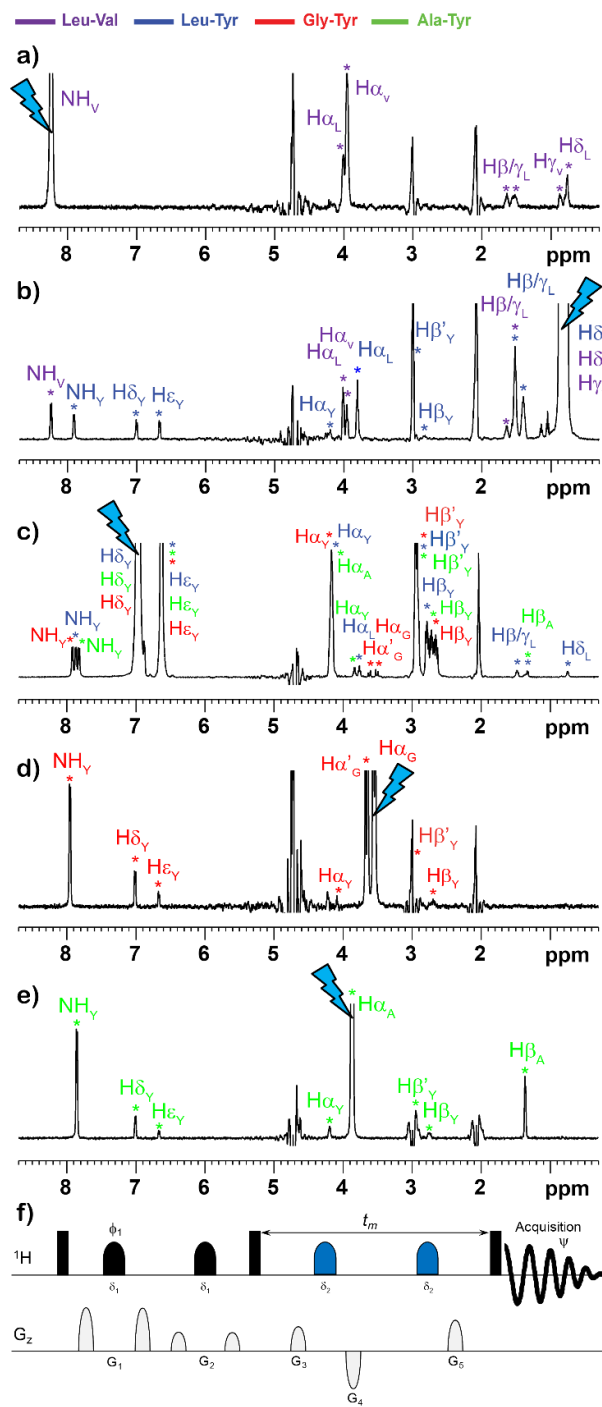 Leu-Val Leu-Tyr Gly-Tyr Ala-Tyr
a)
NHV
HαV
*
HαL
*
Hβ/γL
* *
HγV
*
HδL
*
8 7 6 5 4 3 2 ppm
b)
NHV
*
NHY
*
HδY
*
HεY
*
HαY
*
HαV
HαL
* *
HαL
*
Hβ'Y
*
HβY
*
Hβ/γL
Hβ/γL
*
*
*
*
Hδ
Hδ
Hγ
8 7 6 5 4 3 2 ppm
c)
NHY*
NHY
*
*NHY
HδY
HδY
HδY
*
*
*
HεY
HεY
HεY
HαY*
*HαY
*
HαA
HαY
*
HαL
*
Hα'G
* *
HαG
* *
Hβ'Y
*
*Hβ'Y
*
Hβ'Y
HβY
*
*HβY
*
HβY
Hβ/γL
*
HβA
*
*
HδL
*
8 7 6 5 4 3 2 ppm
d)
NHY
*
HδY
*
HεY
*
HαY
*
Hα'G
*
HαG
Hβ'Y
*
HβY
*
8 7 6 5 4 3 2 ppm
e)
NHY
*
HδY
*
HεY
*
HαY
*
*
HαA
Hβ'Y
*
HβY
*
HβA
*
8 7 6 5 4 3 2 ppm
f)
ϕ1
tm
Acquisition
ψ
1H
δ1 δ1 δ2 δ2
Gz
G1 G2 G3 G4 G5